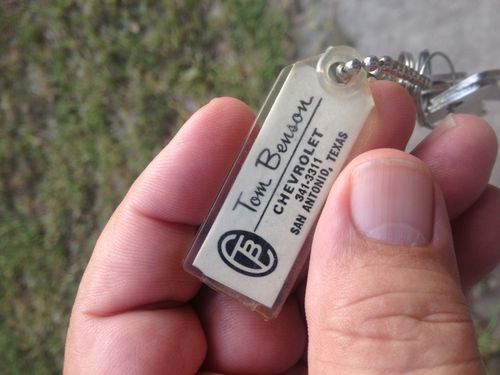 Tom Benson
CHEVROLET
341-3311
SAN ANTONIO, TEXAS
TB